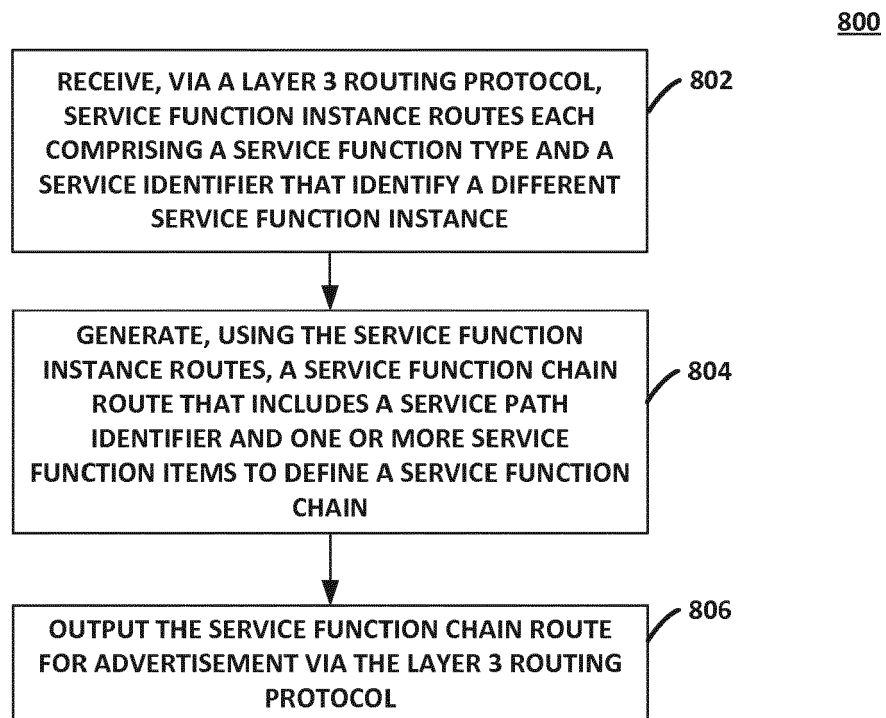 800
RECEIVE, VIA A LAYER 3 ROUTING PROTOCOL,
SERVICE FUNCTION INSTANCE ROUTES EACH
COMPRISING A SERVICE FUNCTION TYPE AND A
SERVICE IDENTIFIER THAT IDENTIFY A DIFFERENT
SERVICE FUNCTION INSTANCE
802
GENERATE, USING THE SERVICE FUNCTION
INSTANCE ROUTES, A SERVICE FUNCTION CHAIN
ROUTE THAT INCLUDES A SERVICE PATH
IDENTIFIER AND ONE OR MORE SERVICE
FUNCTION ITEMS TO DEFINE A SERVICE FUNCTION
CHAIN
804
OUTPUT THE SERVICE FUNCTION CHAIN ROUTE
FOR ADVERTISEMENT VIA THE LAYER 3 ROUTING
PROTOCOL
806